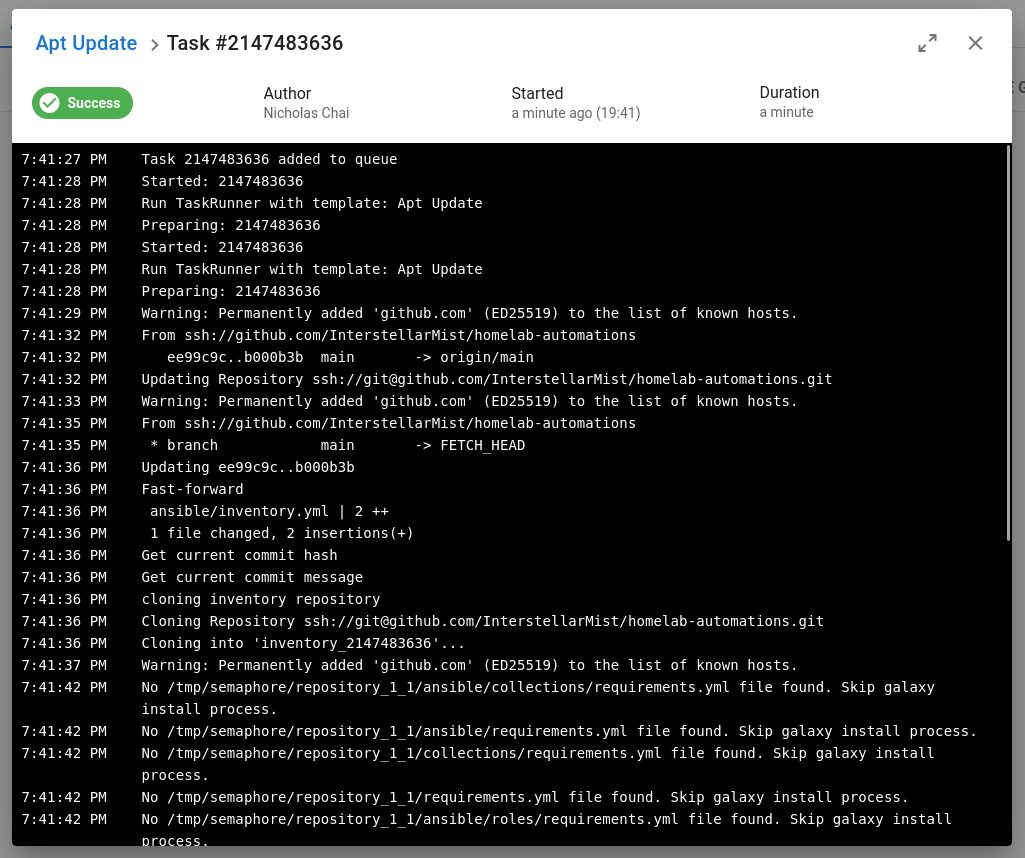 Apt Update > Task #2147483636
Success
Author
Nicholas Chai
Started
a minute ago (19:41)
Duration
a minute
7:41:27 PM Task 2147483636 added to queue
7:41:28 PM Started: 2147483636
7:41:28 PM Run TaskRunner with template: Apt Update
7:41:28 PM Preparing: 2147483636
7:41:28 PM Started: 2147483636
7:41:28 PM Run TaskRunner with template: Apt Update
7:41:28 PM Preparing: 2147483636
7:41:29 PM Warning: Permanently added 'github.com' (ED25519) to the list of known hosts.
7:41:32 PM From ssh://github.com/InterstellarMist/homelab-automations
7:41:32 PM    ee99c9c..b000b3b  main       -> origin/main
7:41:32 PM Updating Repository ssh://git@github.com/InterstellarMist/homelab-automations.git
7:41:33 PM Warning: Permanently added 'github.com' (ED25519) to the list of known hosts.
7:41:35 PM From ssh://github.com/InterstellarMist/homelab-automations
7:41:35 PM  * branch            main       -> FETCH_HEAD
7:41:36 PM Updating ee99c9c..b000b3b
7:41:36 PM Fast-forward
7:41:36 PM  ansible/inventory.yml | 2 ++
7:41:36 PM  1 file changed, 2 insertions(+)
7:41:36 PM Get current commit hash
7:41:36 PM Get current commit message
7:41:36 PM cloning inventory repository
7:41:36 PM Cloning Repository ssh://git@github.com/InterstellarMist/homelab-automations.git
7:41:36 PM Cloning into 'inventory_2147483636'...
7:41:37 PM Warning: Permanently added 'github.com' (ED25519) to the list of known hosts.
7:41:42 PM No /tmp/semaphore/repository_1_1/ansible/collections/requirements.yml file found. Skip galaxy
install process.
7:41:42 PM No /tmp/semaphore/repository_1_1/ansible/requirements.yml file found. Skip galaxy install process.
7:41:42 PM No /tmp/semaphore/repository_1_1/collections/requirements.yml file found. Skip galaxy install
process.
7:41:42 PM No /tmp/semaphore/repository_1_1/requirements.yml file found. Skip galaxy install process.
7:41:42 PM No /tmp/semaphore/repository_1_1/ansible/roles/requirements.yml file found. Skip galaxy install
process.